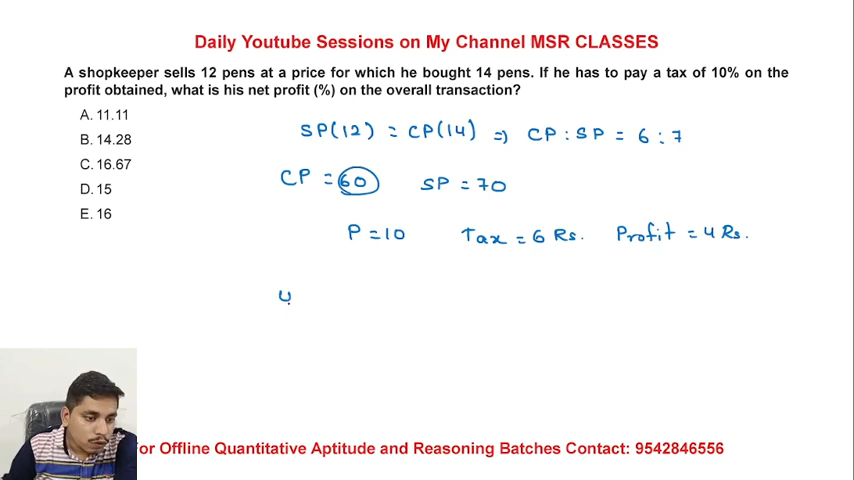 Daily Youtube Sessions on My Channel MSR CLASSES
A shopkeeper sells 12 pens at a price for which he bought 14 pens. If he has to pay a tax of 10% on the
profit obtained, what is his net profit (%) on the overall transaction?
A. 11.11
B. 14.28
C. 16.67
D. 15
E. 16
SP(12) = CP(14) => CP : SP = 6 : 7
CP = 60 SP = 70
P = 10 Tax = 6 Rs. Profit = 4 Rs.
4
or Offline Quantitative Aptitude and Reasoning Batches Contact: 9542846556